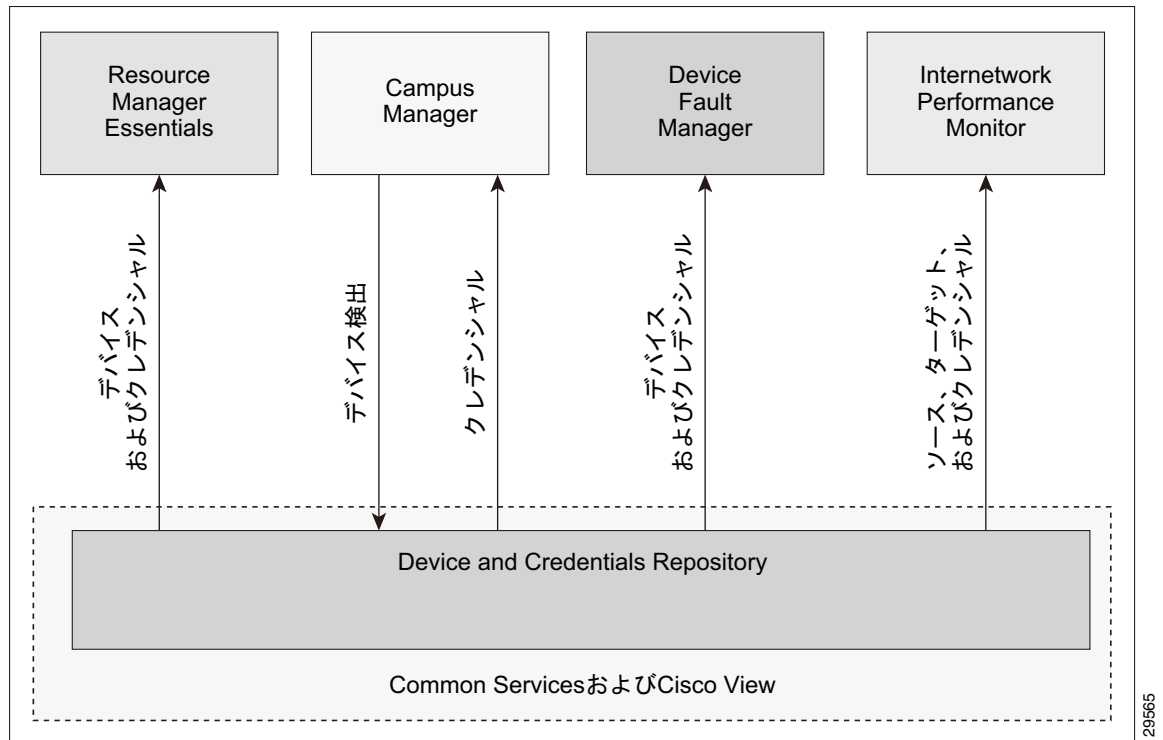 Resource
Manager
Essentials
Campus
Manager
Device
Fault
Manager
Internetwork
Performance
Monitor
デバイス
およびクレデンシャル
デバイス検出
クレデンシャル
デバイス
およびクレデンシャル
ソース、ターゲット、
およびクレデンシャル
Device and Credentials Repository
Common ServicesおよびCisco View
29565